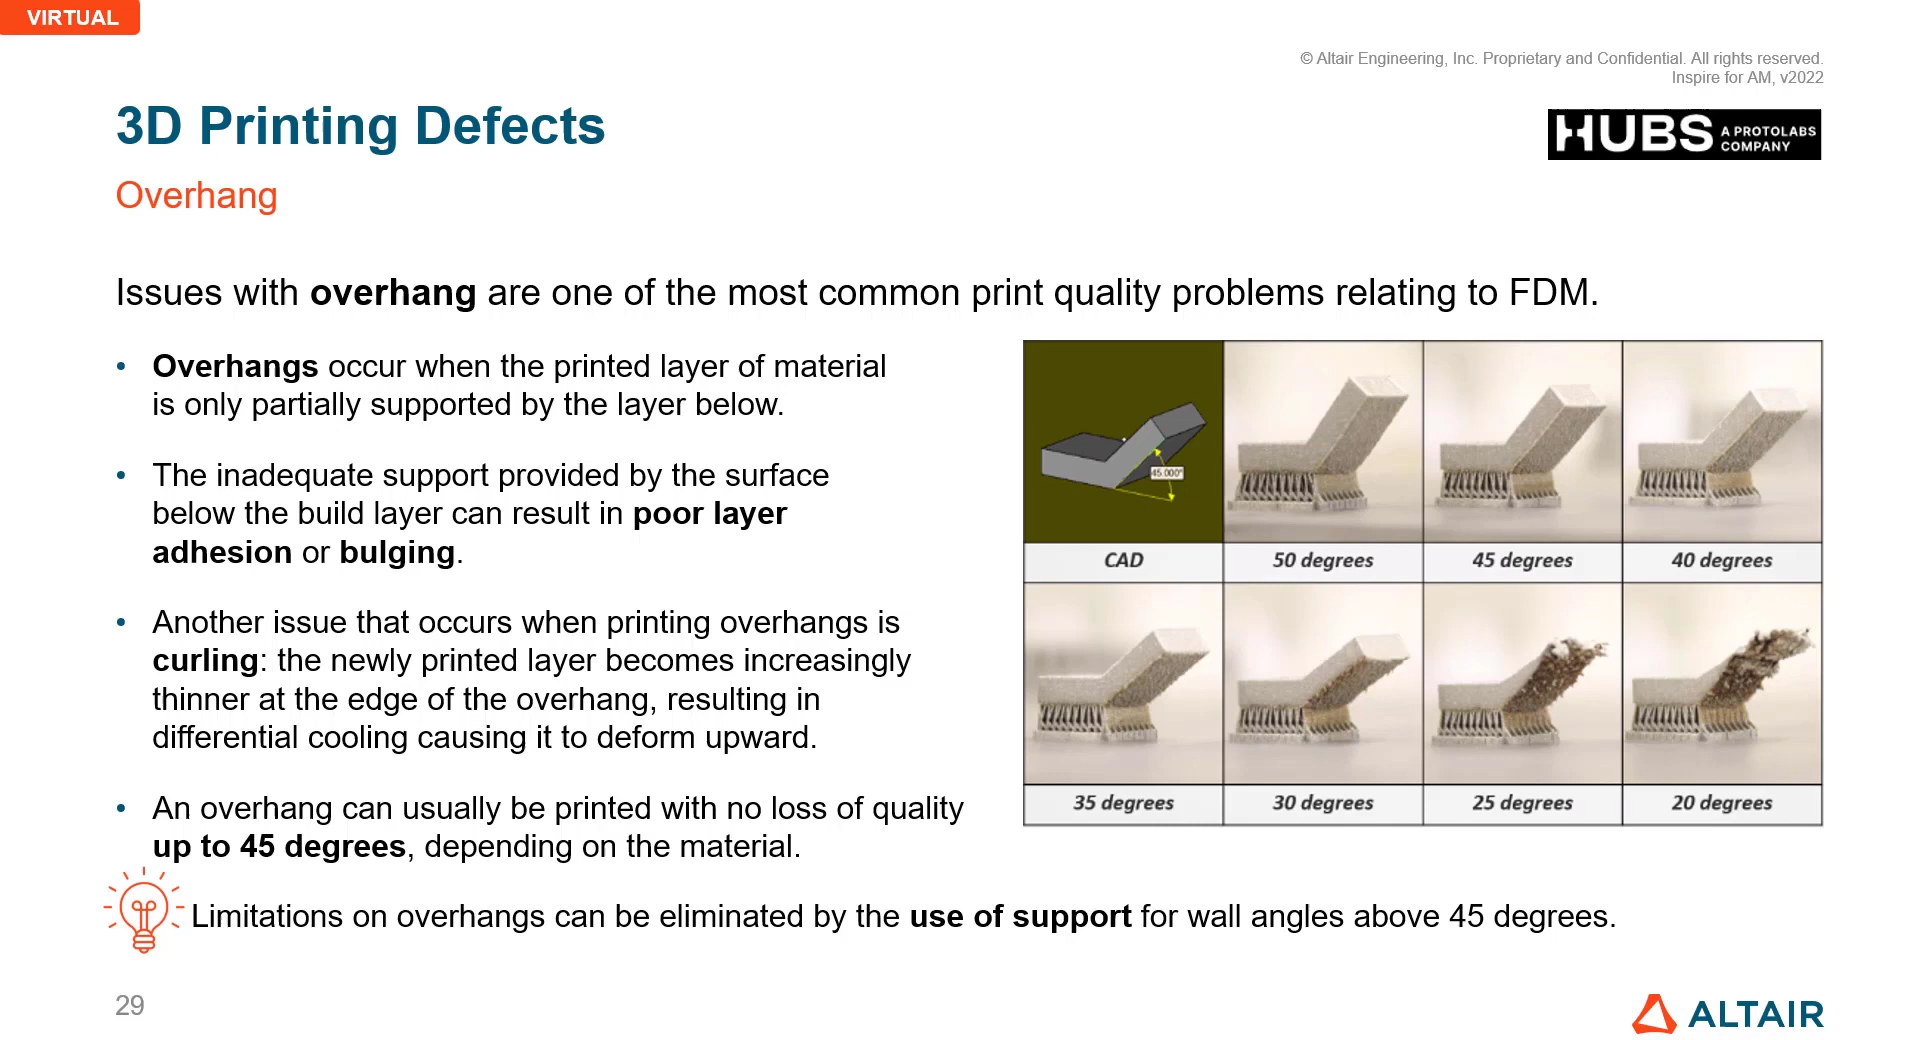 VIRTUAL
© Altair Engineering, Inc. Proprietary and Confidential. All rights reserved.
Inspire for AM, v2022
3D Printing Defects
HUBS A PROTOLABS
COMPANY
Overhang
Issues with overhang are one of the most common print quality problems relating to FDM.
• Overhangs occur when the printed layer of material
is only partially supported by the layer below.
• The inadequate support provided by the surface
below the build layer can result in poor layer
adhesion or bulging.
• Another issue that occurs when printing overhangs is
curling: the newly printed layer becomes increasingly
thinner at the edge of the overhang, resulting in
differential cooling causing it to deform upward.
• An overhang can usually be printed with no loss of quality
up to 45 degrees, depending on the material.
45.000°
CAD
50 degrees
45 degrees
40 degrees
35 degrees
30 degrees
25 degrees
20 degrees
Limitations on overhangs can be eliminated by the use of support for wall angles above 45 degrees.
29
ALTAIR